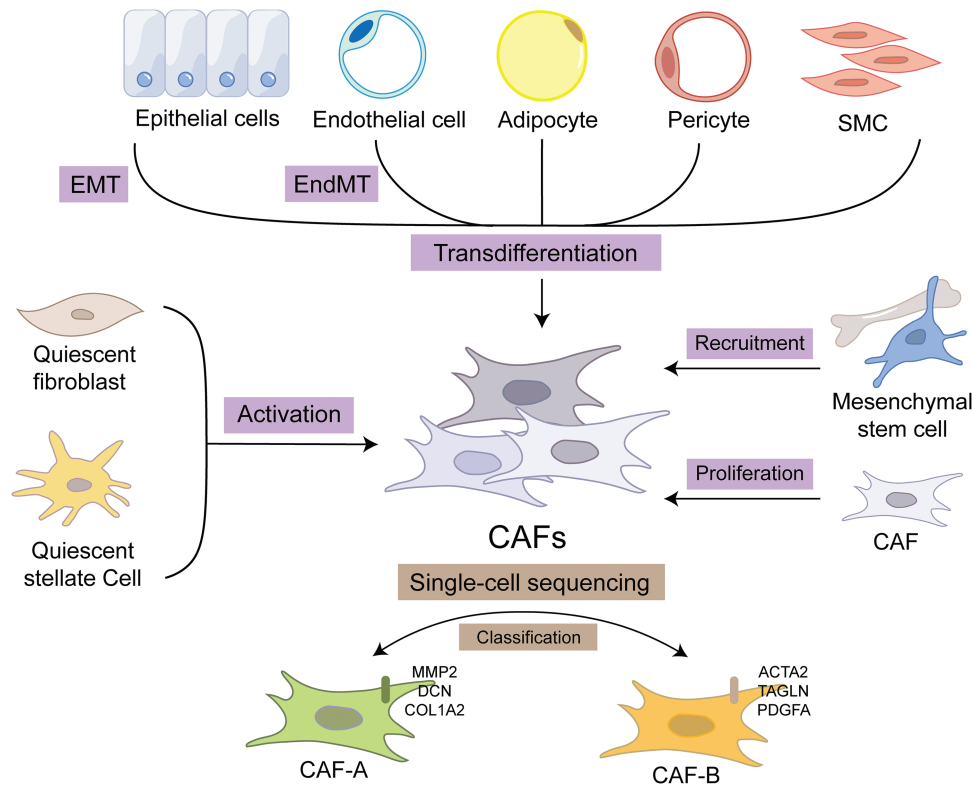 Epithelial cells
Endothelial cell
Adipocyte
Pericyte
SMC
EMT
EndMT
Transdifferentiation
Quiescent
fibroblast
Activation
Quiescent
stellate Cell
Recruitment
Mesenchymal
stem cell
Proliferation
CAF
CAFs
Single-cell sequencing
Classification
MMP2
DCN
COL1A2
CAF-A
ACTA2
TAGLN
PDGFA
CAF-B